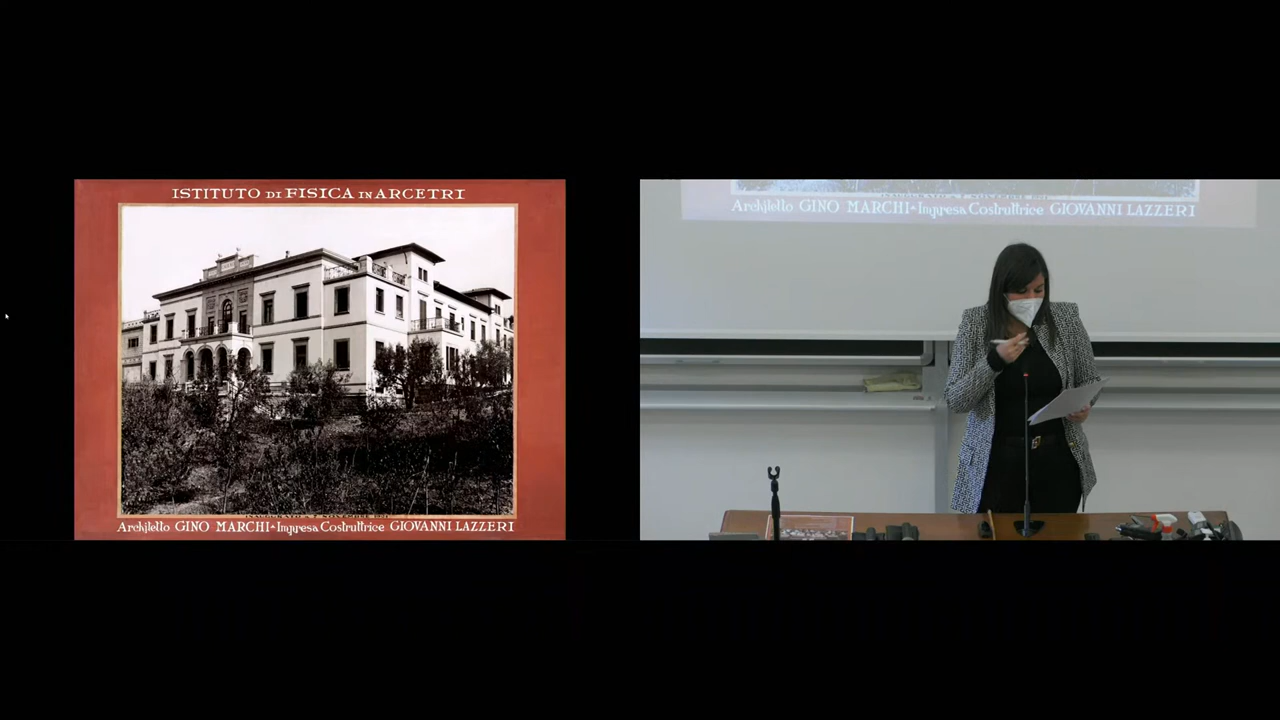 ISTITUTO DI FISICA IN ARCETRI
Architetto GINO MARCHI - Impresa Costruttrice GIOVANNI LAZZERI
Architetto GINO MARCHI - Impresa Costruttrice GIOVANNI LAZZERI